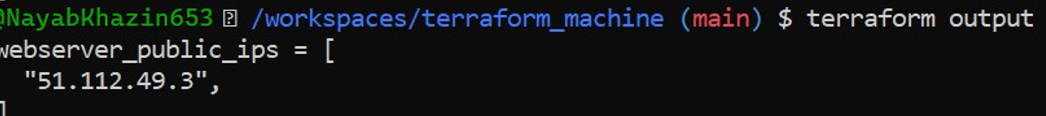 @NayabKhazin653 /workspaces/terraform_machine (main) $ terraform output
webserver_public_ips = [
  "51.112.49.3",
]